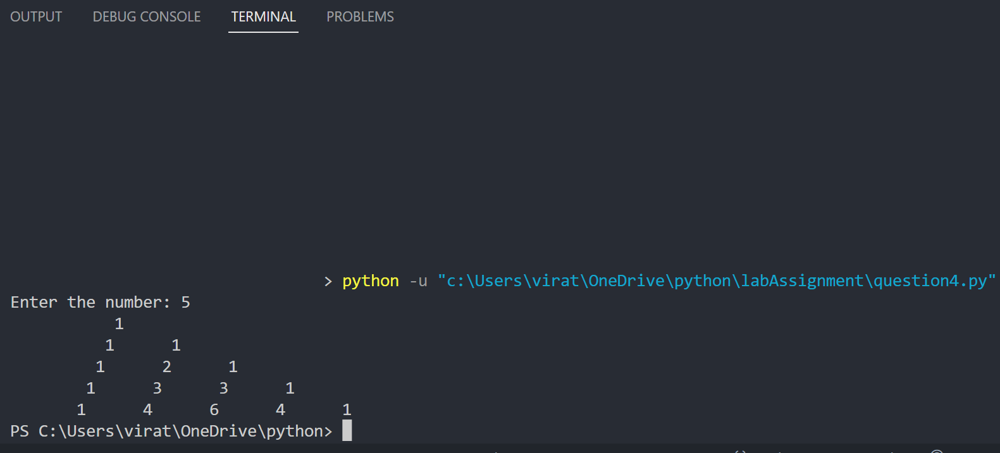 OUTPUT DEBUG CONSOLE TERMINAL PROBLEMS
> python -u "c:\Users\virat\OneDrive\python\labAssignment\question4.py"
Enter the number: 5
1
1 1
1 2 1
1 3 3 1
1 4 6 4 1
PS C:\Users\virat\OneDrive\python>